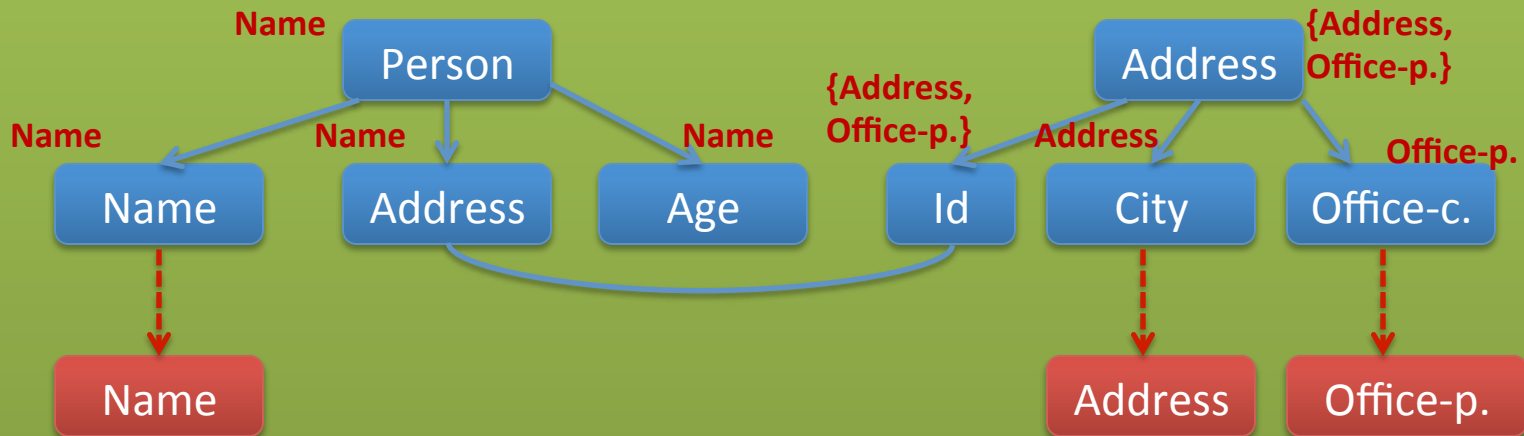 Name
Person
{Address,
Office-p.}
Address
{Address,
Office-p.}
Name
Name
Name
Address
Office-p.
Name
Address
Age
Id
City
Office-c.
Name
Address
Office-p.